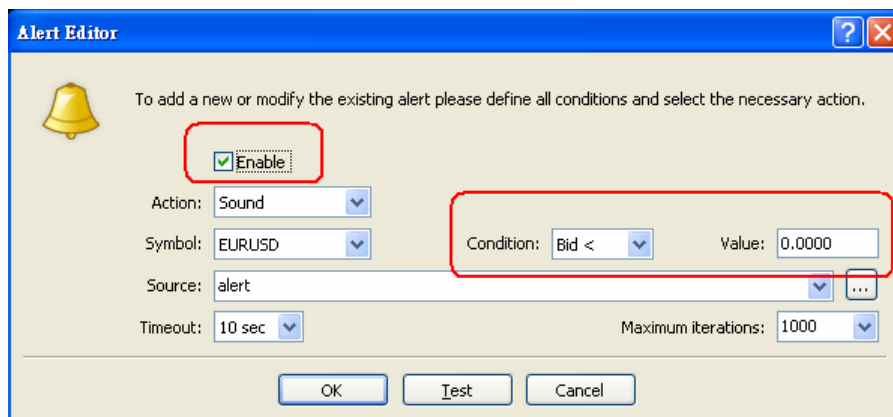 Alert Editor
To add a new or modify the existing alert please define all conditions and select the necessary action.
Enable
Action: Sound
Symbol: EURUSD Condition: Bid < Value: 0.0000
Source: alert ...
Timeout: 10 sec Maximum iterations: 1000
OK Test Cancel